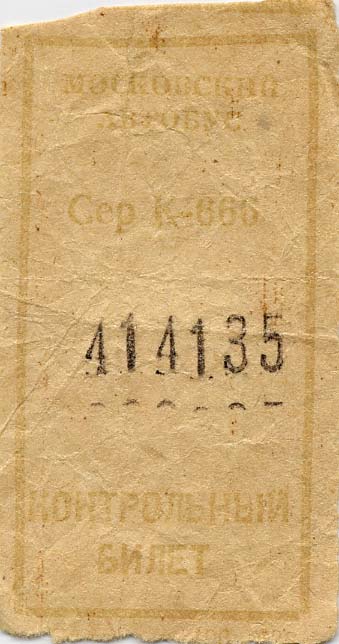 МОСКОВСКИЙ
АВТОБУС
Сер К-666
414135
КОНТРОЛЬНЫЙ
БИЛЕТ